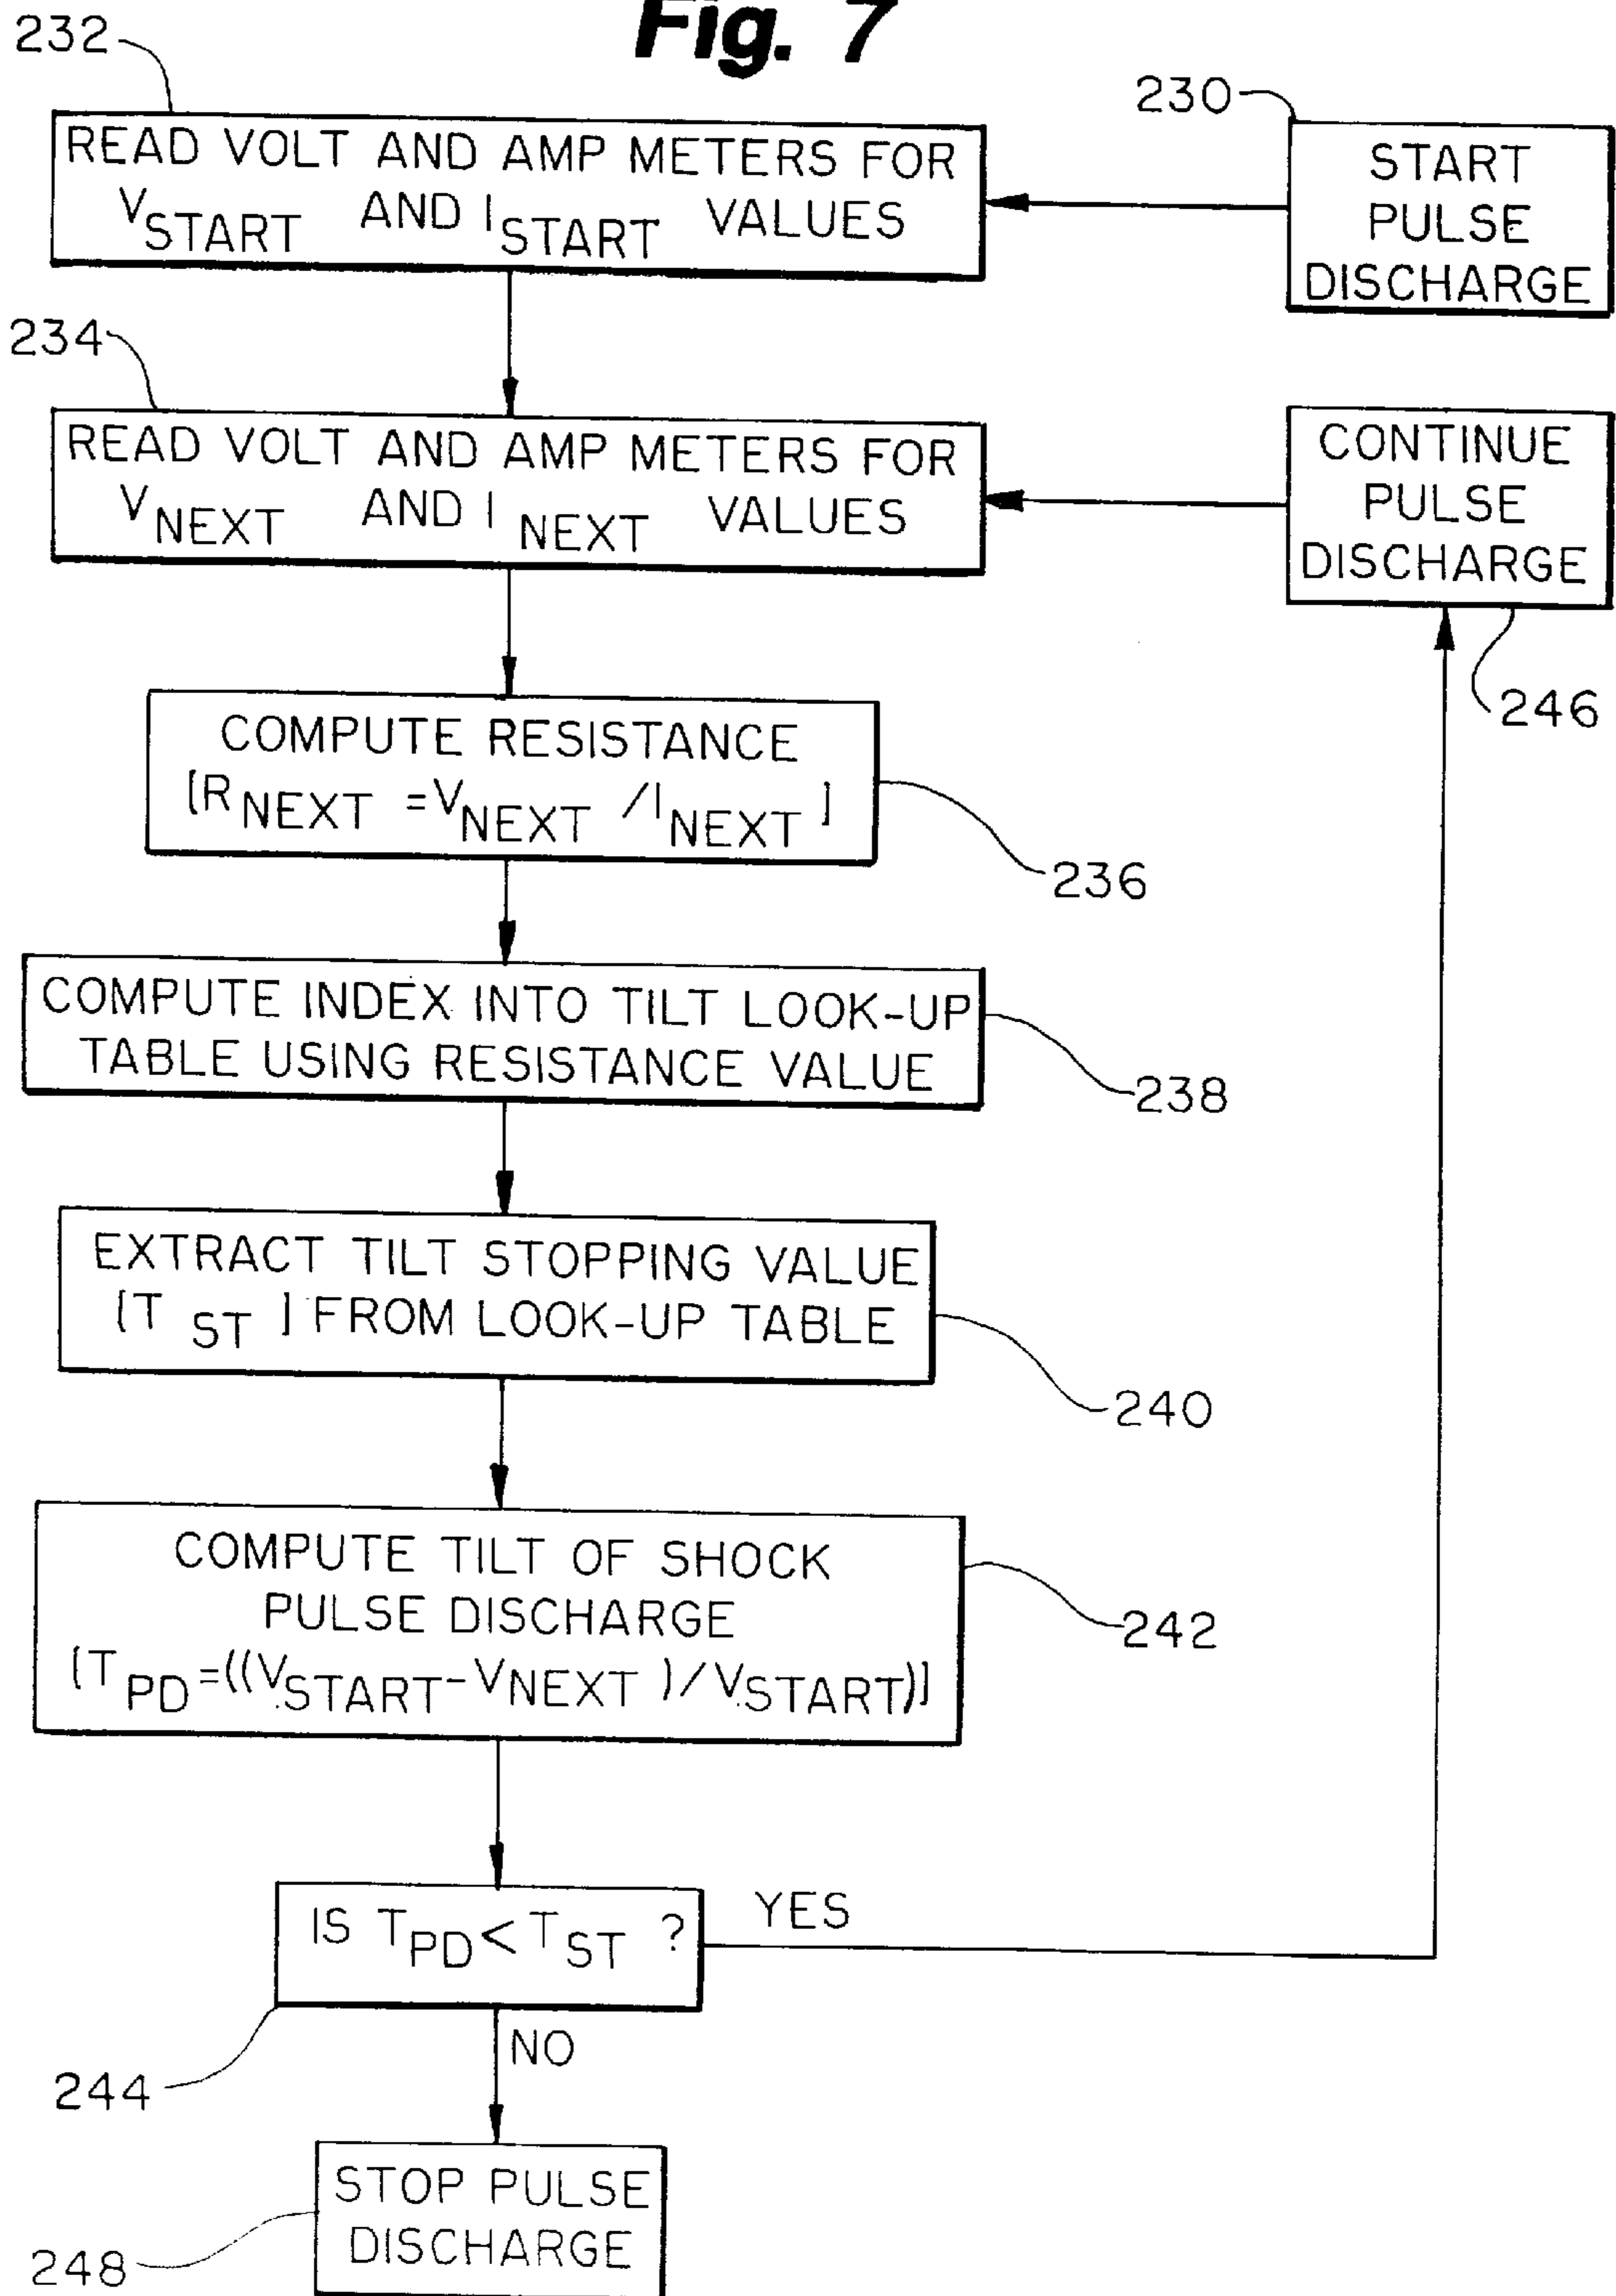 Fig. 7
232
READ VOLT AND AMP METERS FOR
VSTART AND ISTART VALUES
230
START
PULSE
DISCHARGE
234
READ VOLT AND AMP METERS FOR
VNEXT AND INEXT VALUES
CONTINUE
PULSE
DISCHARGE
246
COMPUTE RESISTANCE
[RNEXT =VNEXT /INEXT ]
236
COMPUTE INDEX INTO TILT LOOK-UP
TABLE USING RESISTANCE VALUE
238
EXTRACT TILT STOPPING VALUE
[T ST ] FROM LOOK-UP TABLE
240
COMPUTE TILT OF SHOCK
PULSE DISCHARGE
[TPD=((VSTART-VNEXT )/VSTART)]
242
IS TPD< TST ?
YES
244
NO
STOP PULSE
DISCHARGE
248